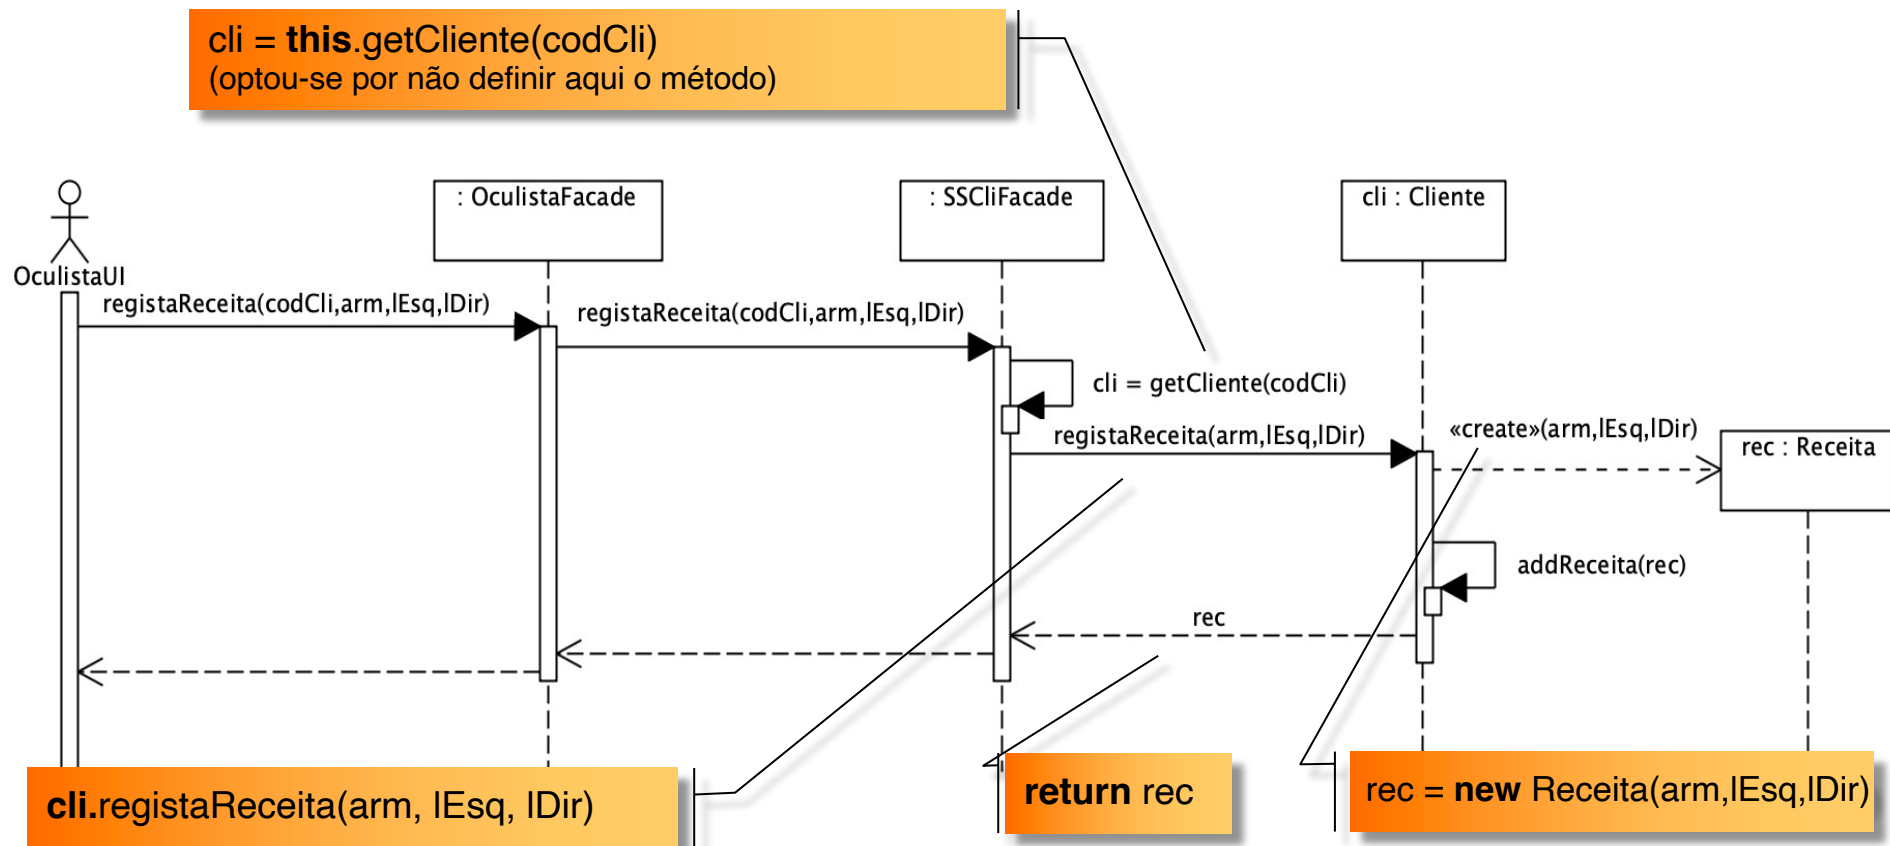 cli = this.getCliente(codCli)
(optou-se por não definir aqui o método)
: OculistaFacade
: SSCliFacade
cli : Cliente
OculistaUI
registaReceita(codCli,arm,lEsq,lDir)
registaReceita(codCli,arm,lEsq,lDir)
cli = getCliente(codCli)
registaReceita(arm,lEsq,lDir)
«create»(arm,lEsq,lDir)
rec : Receita
addReceita(rec)
rec
cli.registaReceita(arm, lEsq, lDir)
return rec
rec = new Receita(arm,lEsq,lDir)